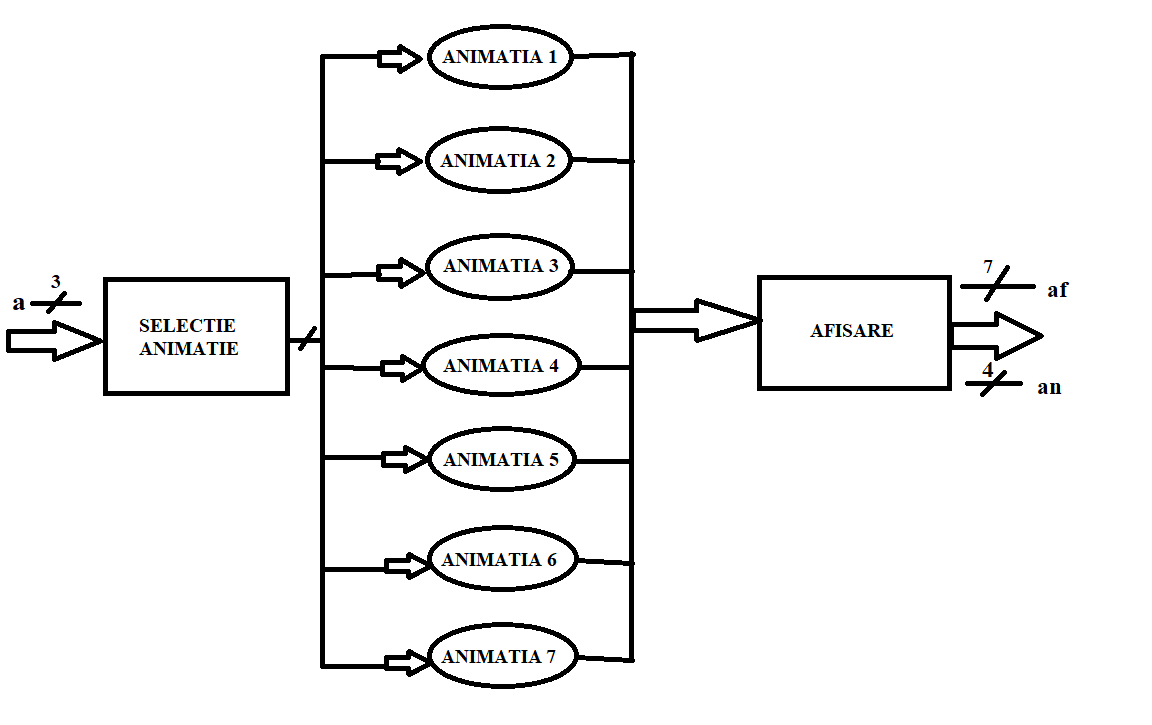 ANIMATIA 1
ANIMATIA 2
ANIMATIA 3
3
a
SELECTIE
ANIMATIE
7
af
AFISARE
4
an
ANIMATIA 4
ANIMATIA 5
ANIMATIA 6
ANIMATIA 7